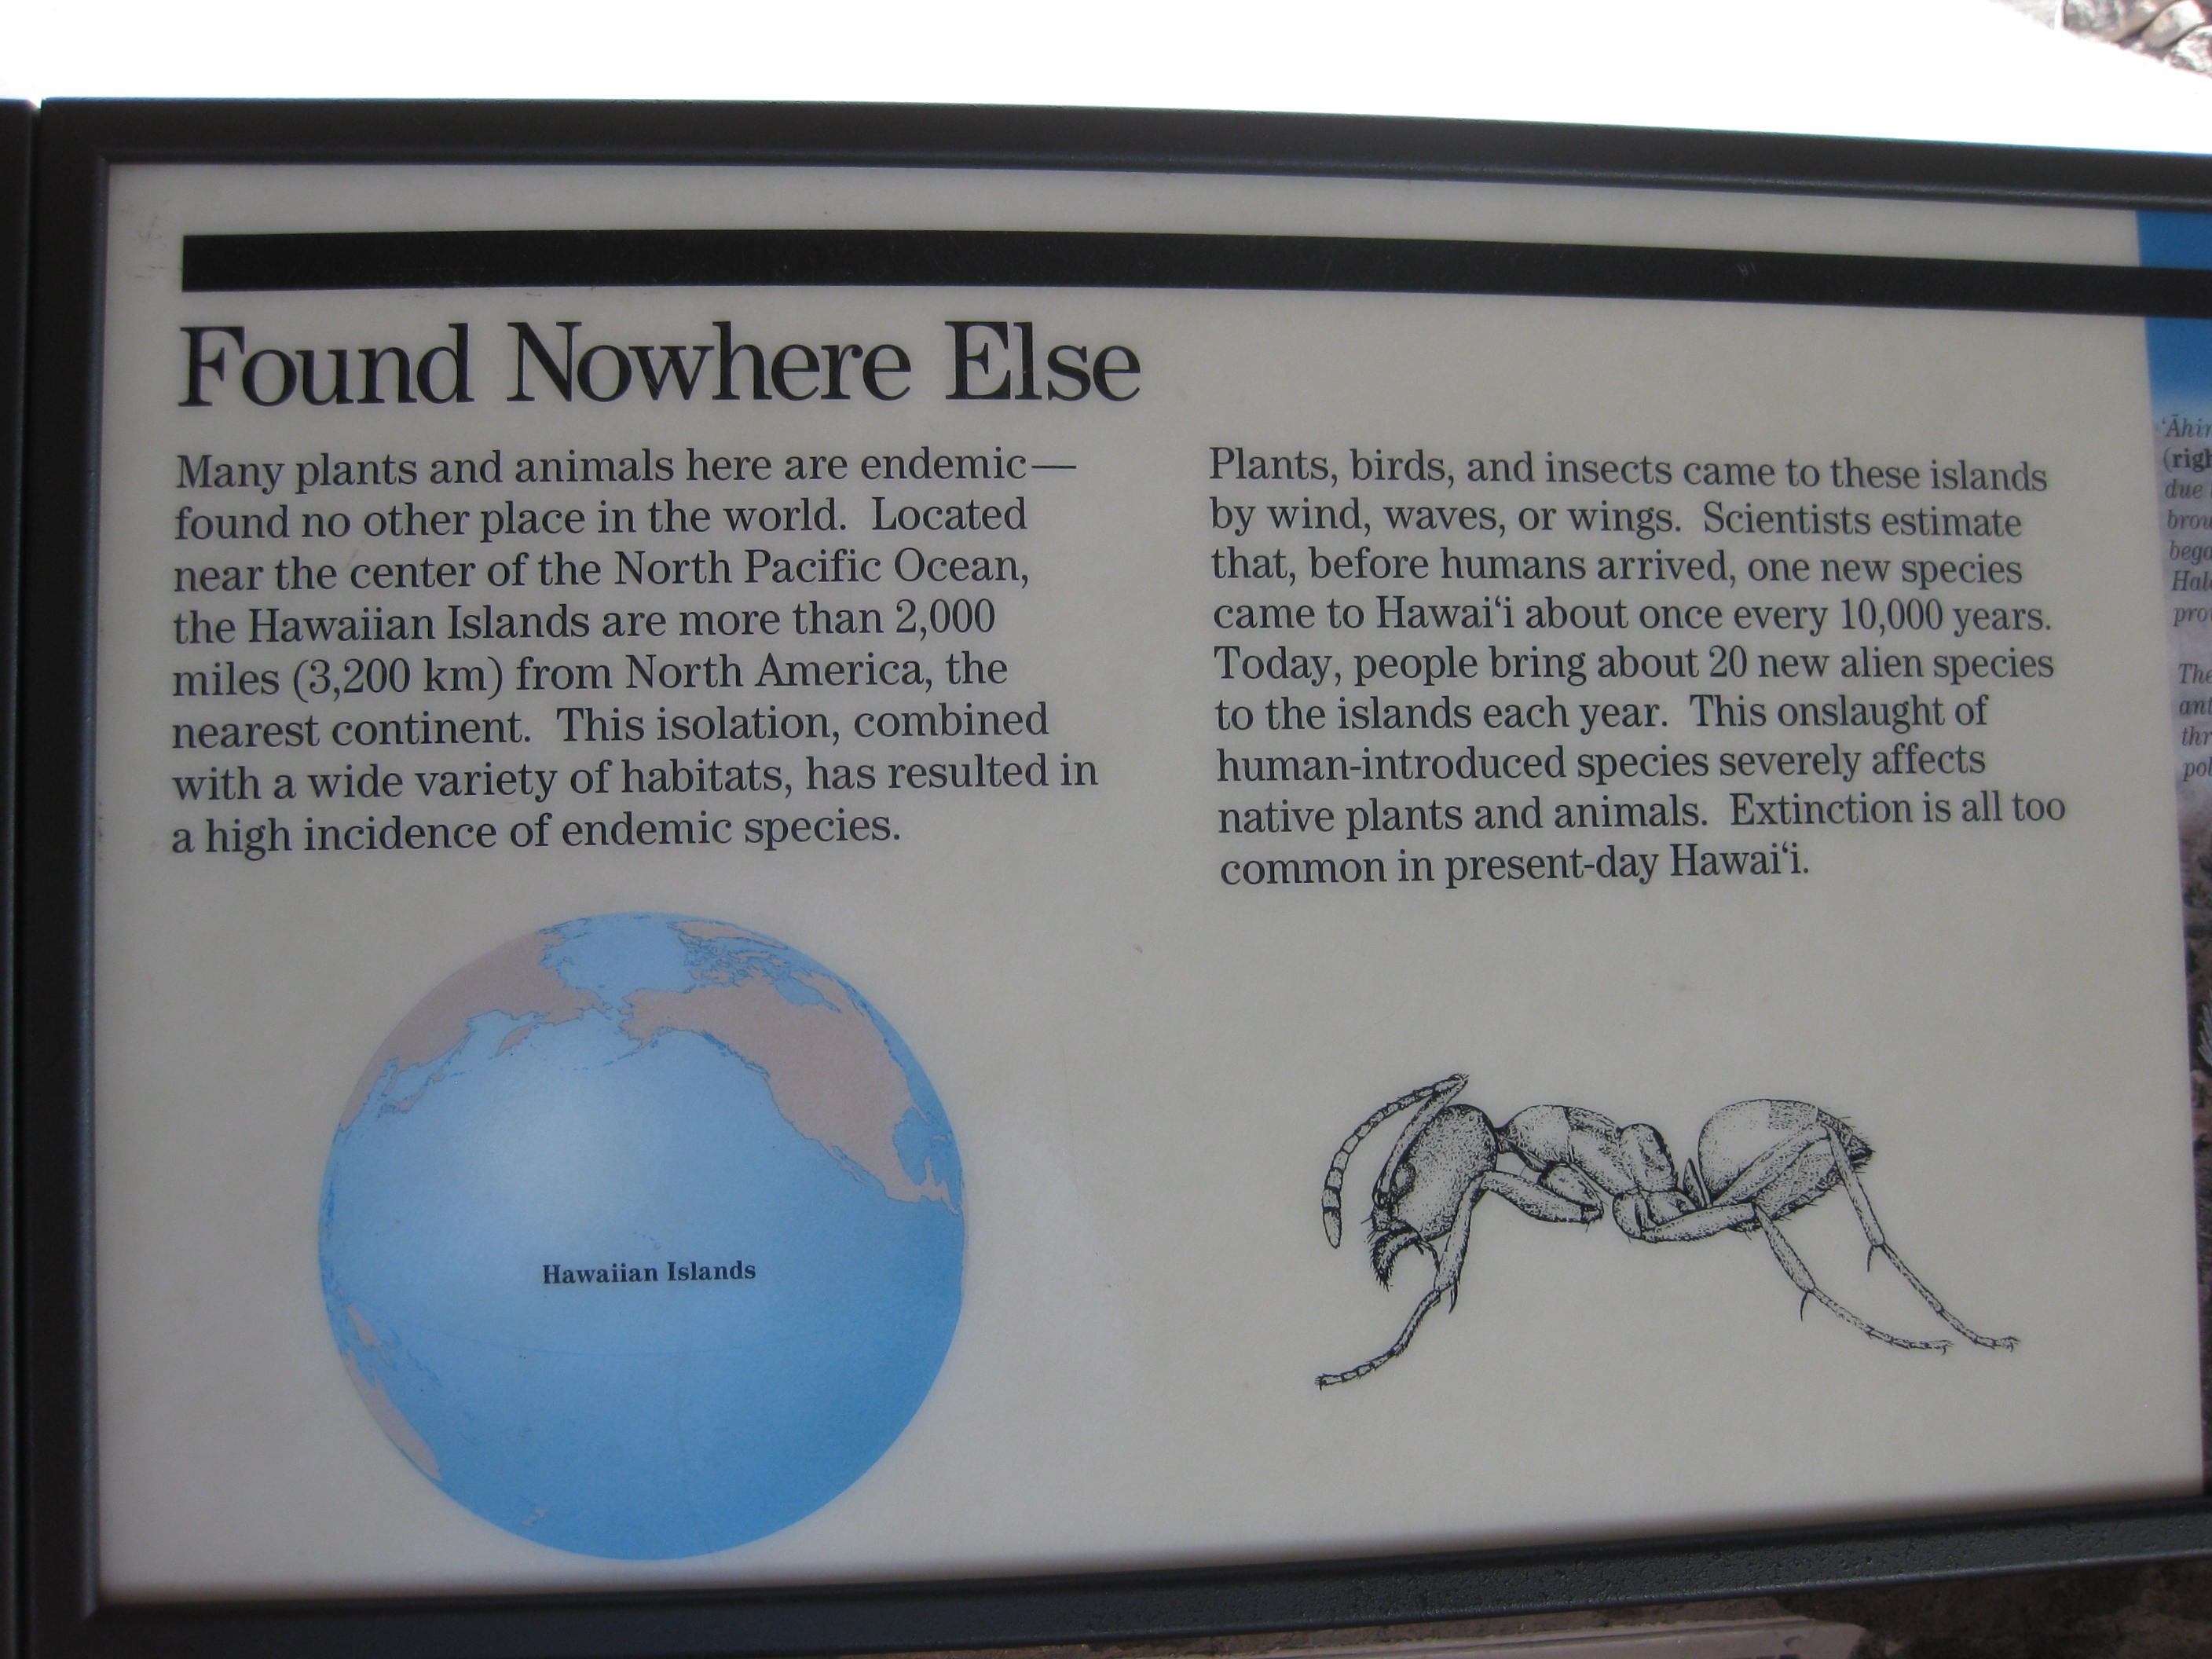 Found Nowhere Else
Many plants and animals here are endemic—
found no other place in the world. Located
near the center of the North Pacific Ocean,
the Hawaiian Islands are more than 2,000
miles (3,200 km) from North America, the
nearest continent. This isolation, combined
with a wide variety of habitats, has resulted in
a high incidence of endemic species.
Plants, birds, and insects came to these islands
by wind, waves, or wings. Scientists estimate
that, before humans arrived, one new species
came to Hawaiʻi about once every 10,000 years.
Today, people bring about 20 new alien species
to the islands each year. This onslaught of
human-introduced species severely affects
native plants and animals. Extinction is all too
common in present-day Hawaiʻi.
Hawaiian Islands
due
The